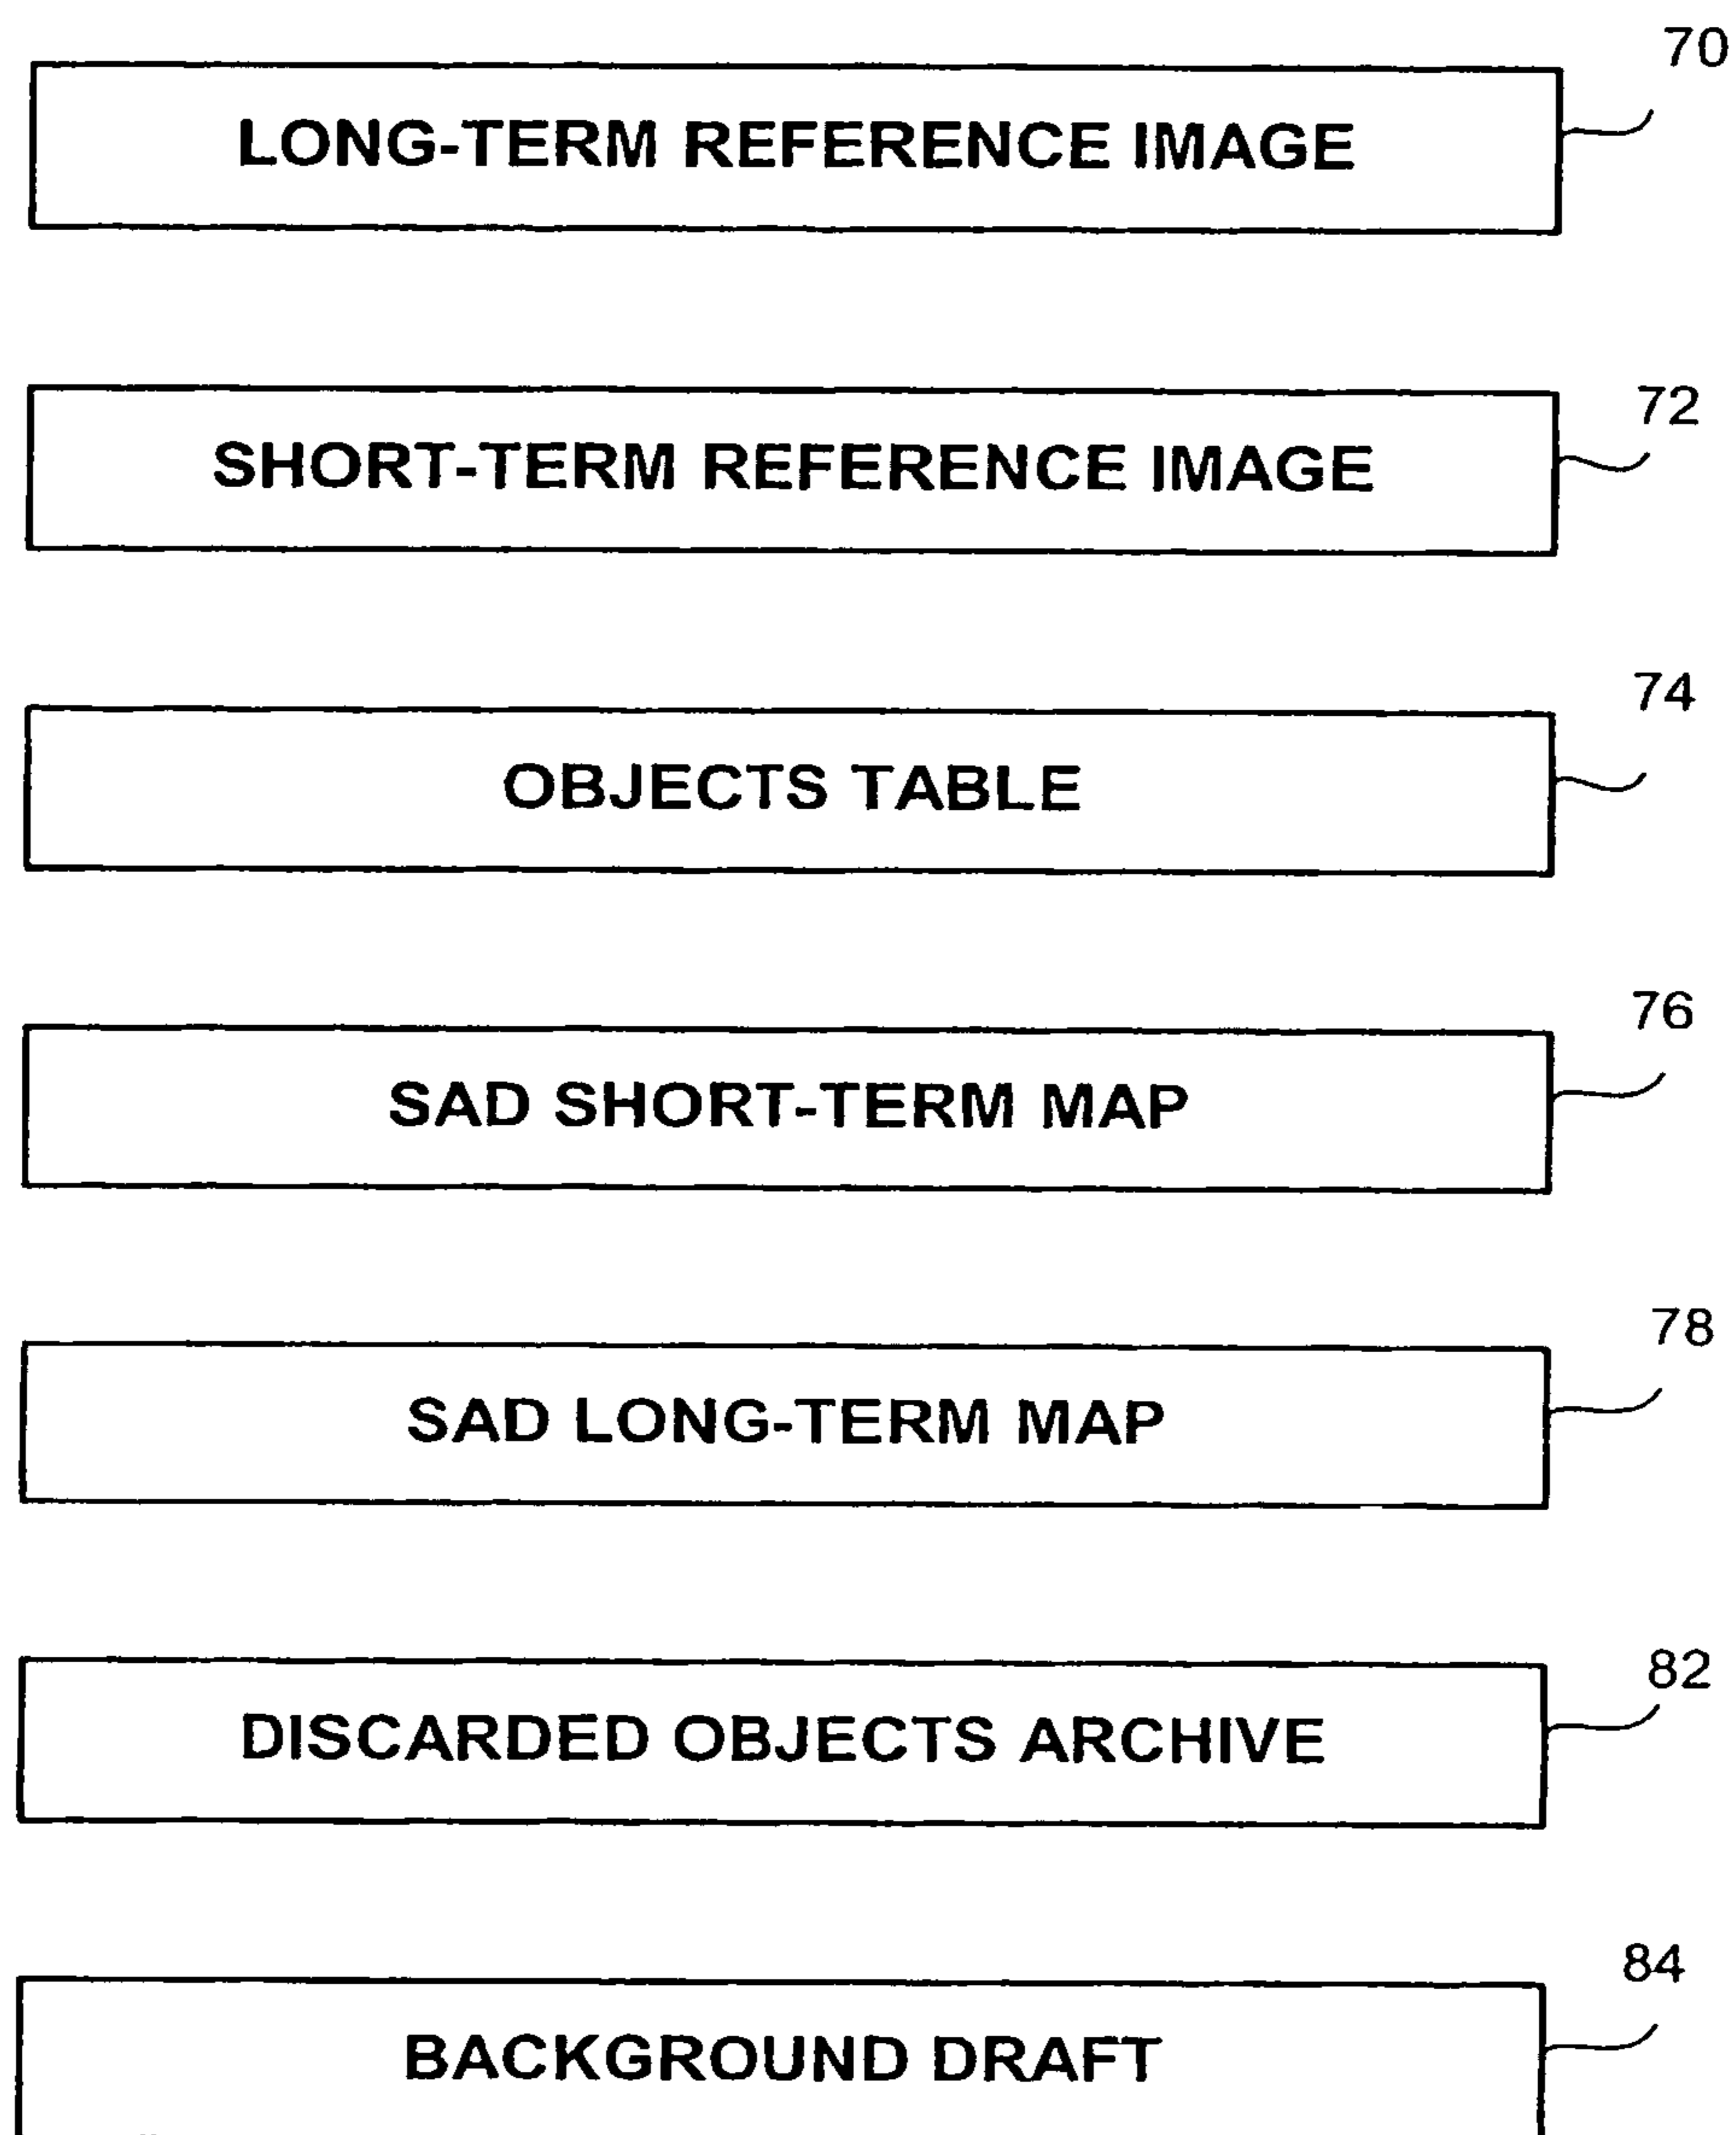 70
LONG-TERM REFERENCE IMAGE
72
SHORT-TERM REFERENCE IMAGE
74
OBJECTS TABLE
76
SAD SHORT-TERM MAP
78
SAD LONG-TERM MAP
82
DISCARDED OBJECTS ARCHIVE
84
BACKGROUND DRAFT